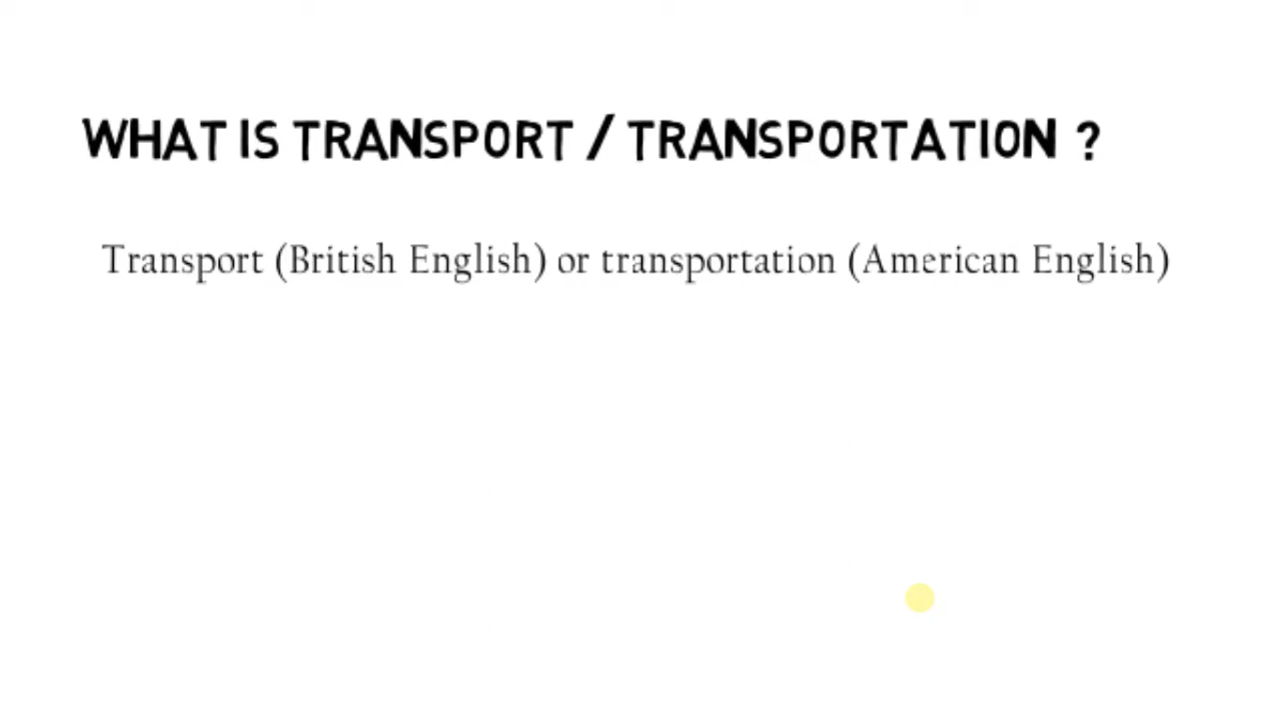 WHAT IS TRANSPORT / TRANSPORTATION ?
Transport (British English) or transportation (American English)